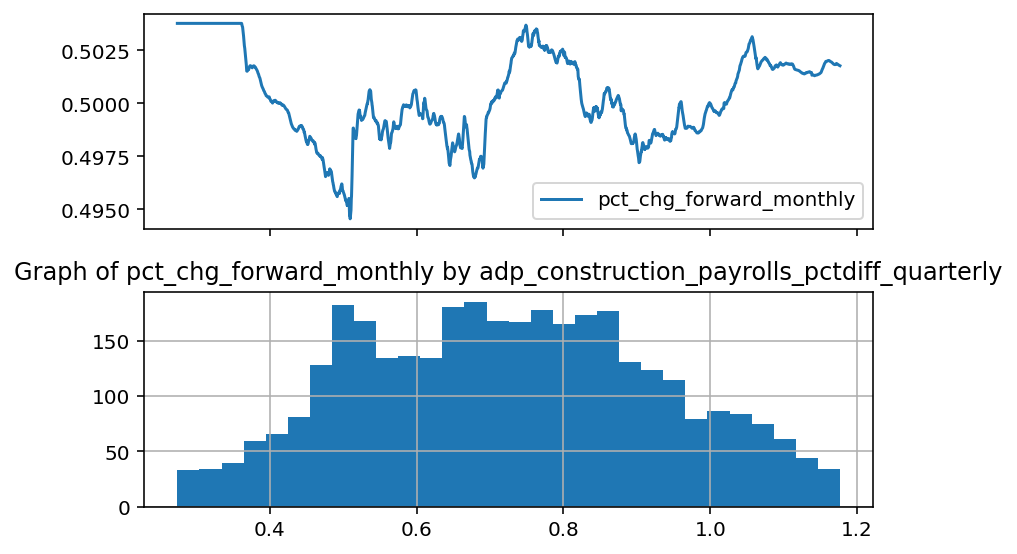 0.5025
0.5000
0.4975
0.4950
pct_chg_forward_monthly
Graph of pct_chg_forward_monthly by adp_construction_payrolls_pctdiff_quarterly
150
100
50
0
0.4 0.6 0.8 1.0 1.2